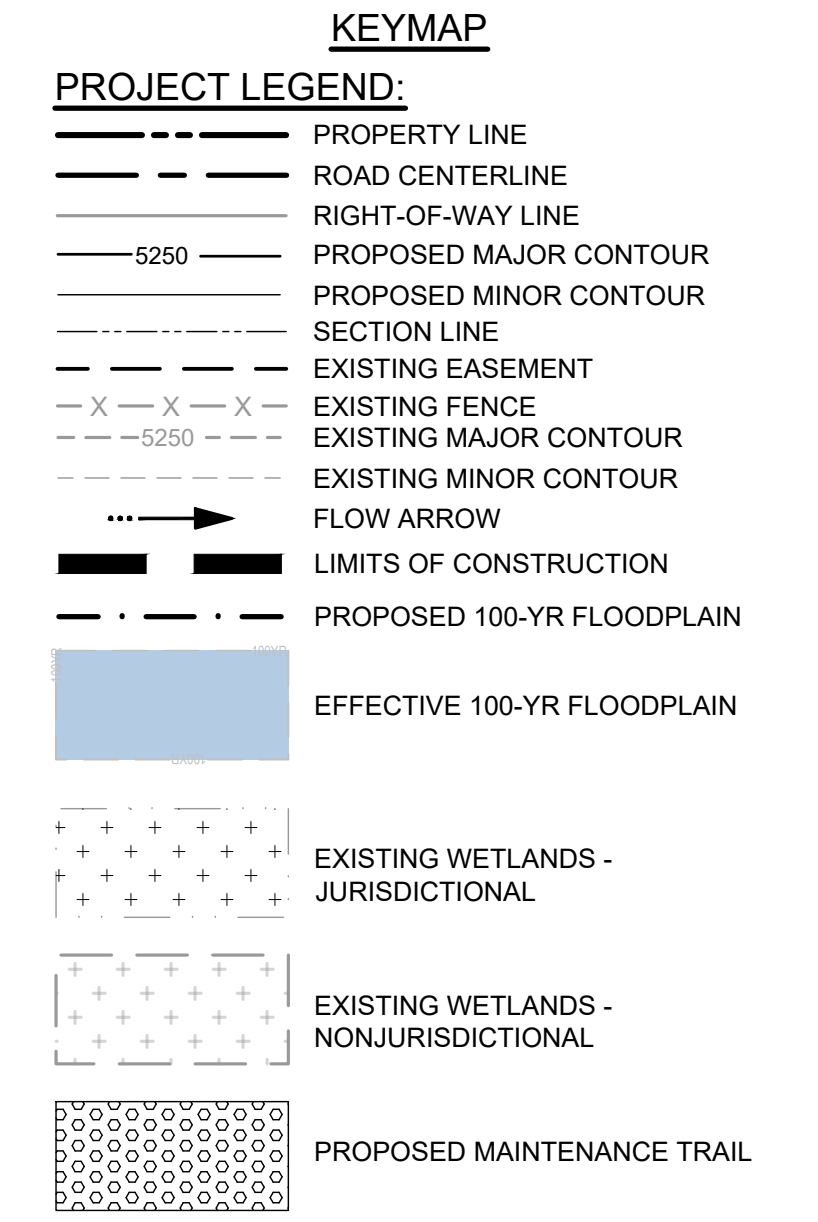 KEYMAP
PROJECT LEGEND:
PROPERTY LINE
ROAD CENTERLINE
RIGHT-OF-WAY LINE
5250 PROPOSED MAJOR CONTOUR
PROPOSED MINOR CONTOUR
SECTION LINE
EXISTING EASEMENT
X X X EXISTING FENCE
5250 EXISTING MAJOR CONTOUR
EXISTING MINOR CONTOUR
FLOW ARROW
LIMITS OF CONSTRUCTION
PROPOSED 100-YR FLOODPLAIN
100YR
100YR
EFFECTIVE 100-YR FLOODPLAIN
100YR
EXISTING WETLANDS -
JURISDICTIONAL
EXISTING WETLANDS -
NONJURISDICTIONAL
PROPOSED MAINTENANCE TRAIL